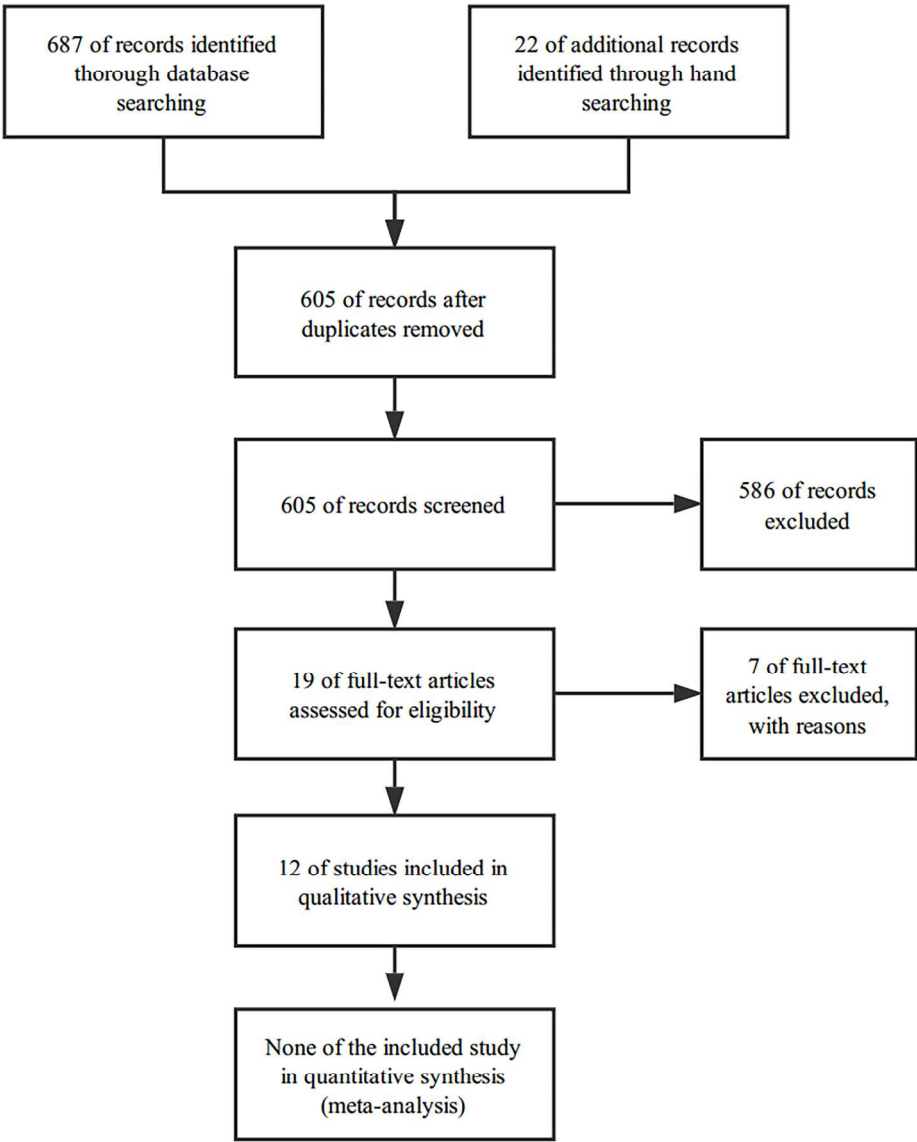 687 of records identified
thorough database
searching
22 of additional records
identified through hand
searching
605 of records after
duplicates removed
605 of records screened
586 of records
excluded
19 of full-text articles
assessed for eligibility
7 of full-text
articles excluded,
with reasons
12 of studies included in
qualitative synthesis
None of the included study
in quantitative synthesis
(meta-analysis)